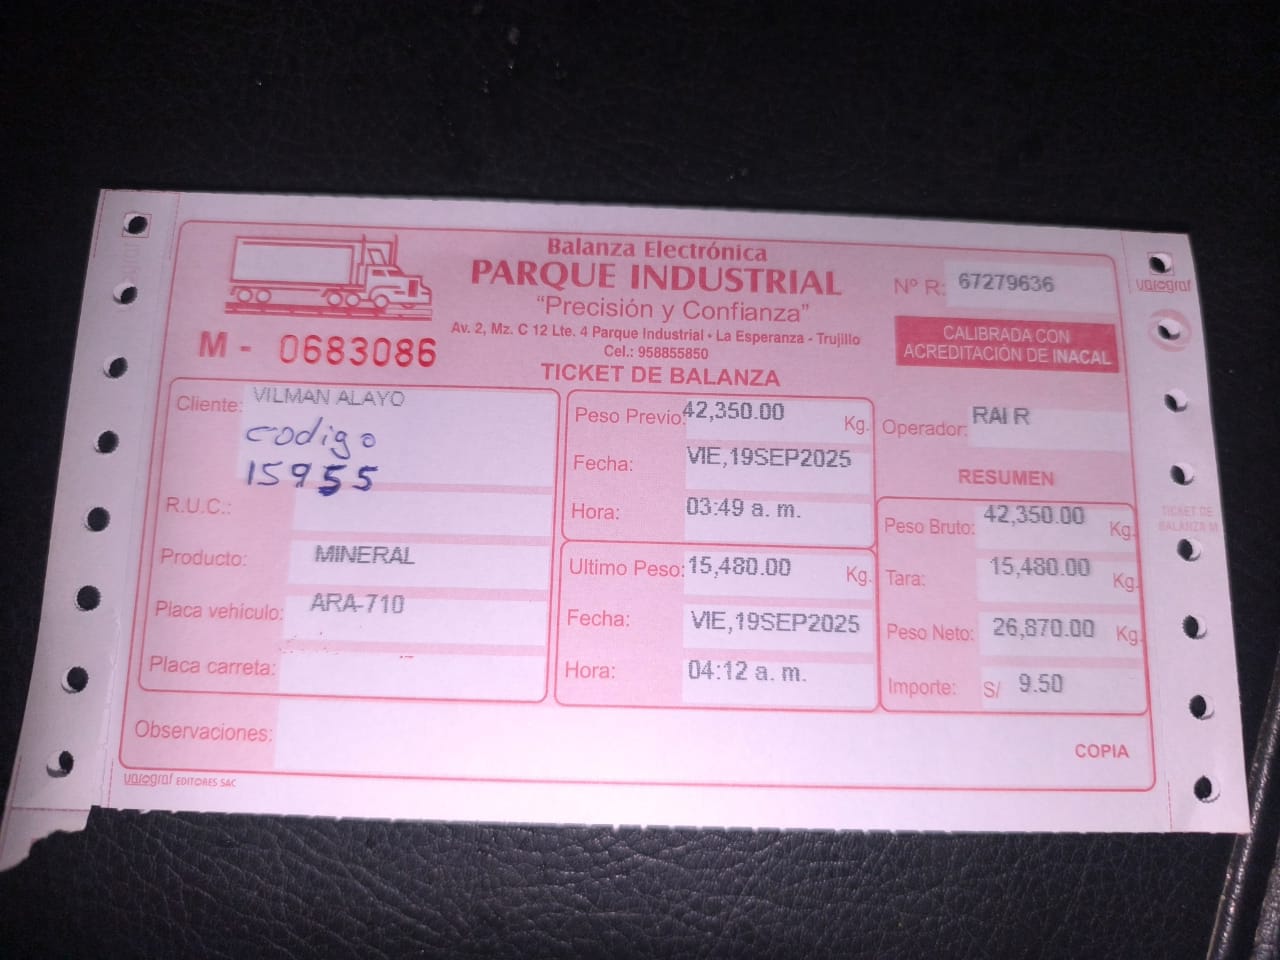 Balanza Electrónica
PARQUE INDUSTRIAL
"Precisión y Confianza"
Av. 2, Mz. C 12 Lte. 4 Parque Industrial • La Esperanza - Trujillo
Cel.: 958855850
TICKET DE BALANZA
M - 0683086
Nº R: 67279636
CALIBRADA CON
ACREDITACIÓN DE INACAL
Cliente: VILMAN ALAYO
codigo
15955
R.U.C.:
Producto: MINERAL
Placa vehículo: ARA-710
Placa carreta:
Peso Previo: 42,350.00 Kg.
Fecha: VIE,19SEP2025
Hora: 03:49 a. m.
Ultimo Peso: 15,480.00 Kg.
Fecha: VIE,19SEP2025
Hora: 04:12 a. m.
Operador: RAI R
RESUMEN
Peso Bruto: 42,350.00 Kg.
Tara: 15,480.00 Kg.
Peso Neto: 26,870.00 Kg.
Importe: S/ 9.50
Observaciones:
COPIA
varograf EDITORES SAC
varograf
TICKET DE
BALANZA M